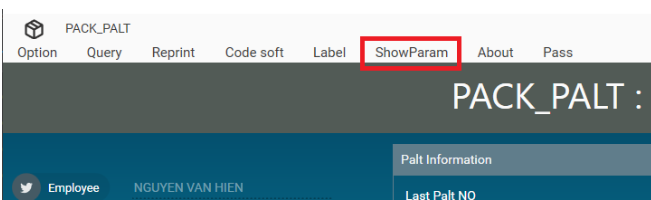 PACK_PALT
Option Query Reprint Code soft Label ShowParam About Pass
PACK_PALT :
Palt Information
Employee NGUYEN VAN HIEN
Last Palt NO